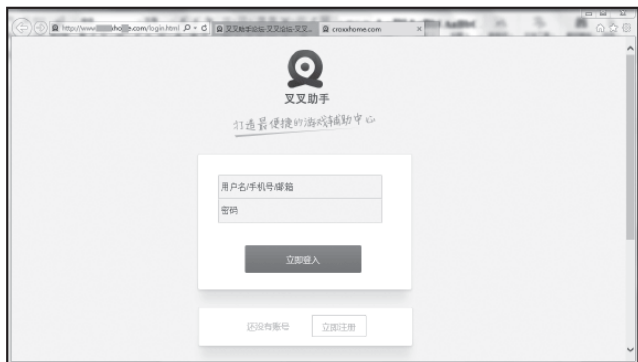 叉叉助手论坛-叉叉论坛-叉叉...
croxxhome.com
叉叉助手
打造最便捷的游戏辅助中心
用户名/手机号/邮箱
密码
立即登入
还没有账号
立即注册